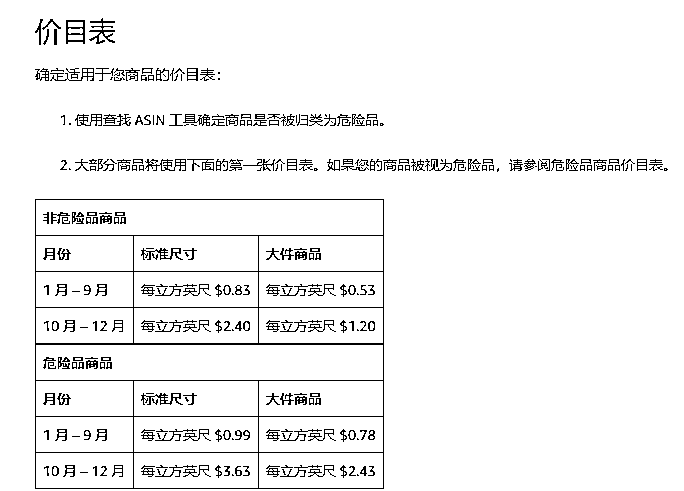 价目表
确定适用于您商品的价目表：
1. 使用查找 ASIN 工具确定商品是否被归类为危险品。
2. 大部分商品将使用下面的第一张价目表。如果您的商品被视为危险品，请参阅危险品商品价目表。
非危险品商品
月份 标准尺寸 大件商品
1 月 – 9 月 每立方英尺 $0.83 每立方英尺 $0.53
10 月 – 12 月 每立方英尺 $2.40 每立方英尺 $1.20
危险品商品
月份 标准尺寸 大件商品
1 月 – 9 月 每立方英尺 $0.99 每立方英尺 $0.78
10 月 – 12 月 每立方英尺 $3.63 每立方英尺 $2.43